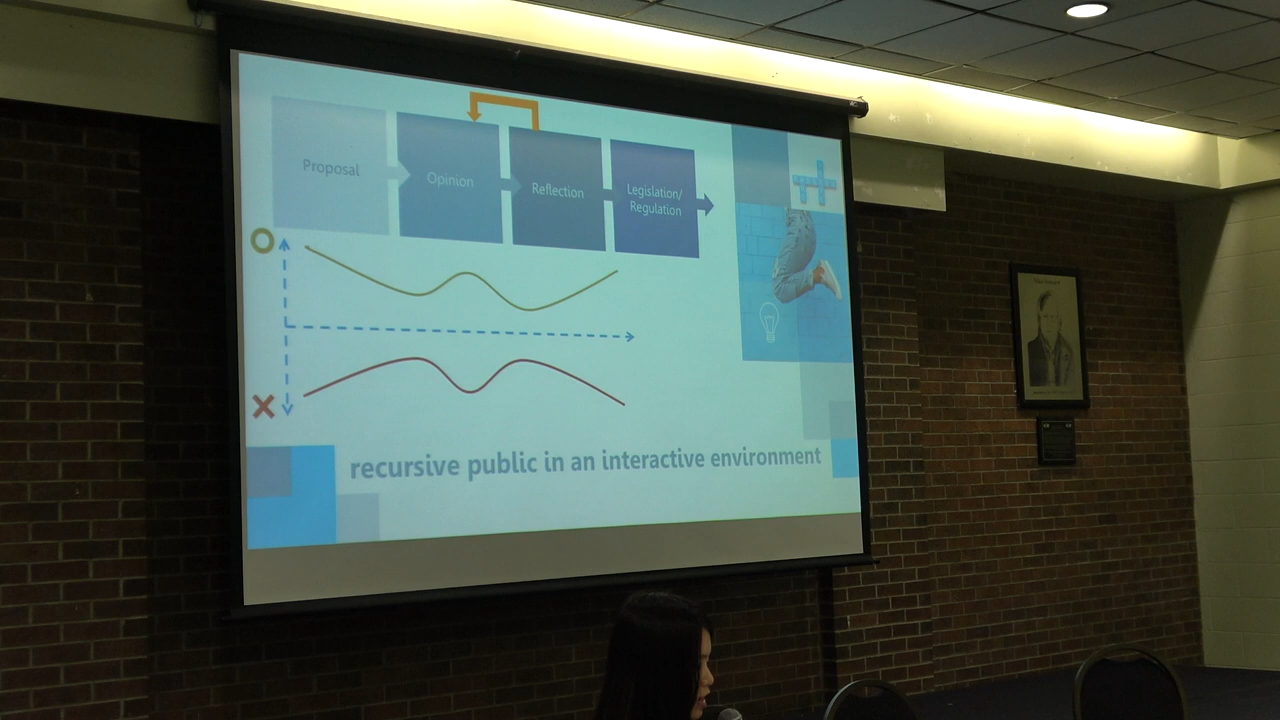 Proposal
Opinion
Reflection
Legislation/
Regulation
recursive public in an interactive environment